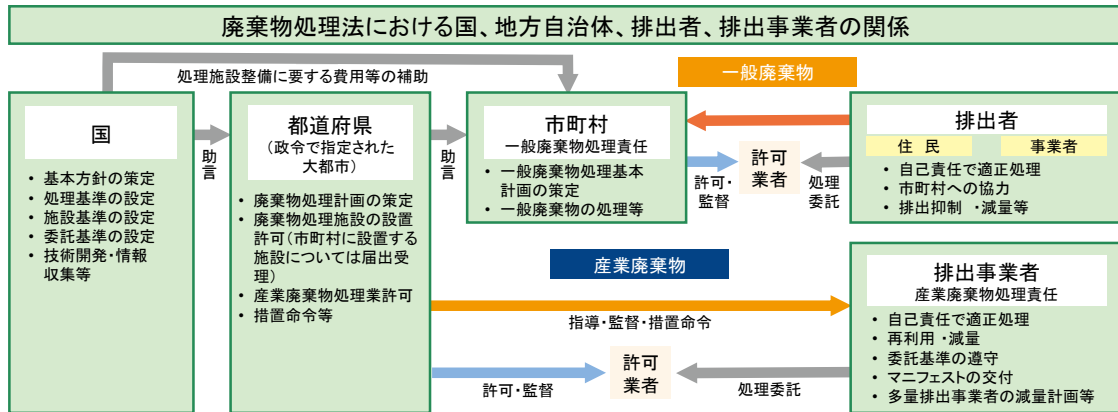 廃棄物処理法における国、地方自治体、排出者、排出事業者の関係
処理施設整備に要する費用等の補助
一般廃棄物
国
• 基本方針の策定
• 処理基準の設定
• 施設基準の設定
• 委託基準の設定
• 技術開発・情報
収集等
助言
都道府県
(政令で指定された
大都市)
• 廃棄物処理計画の策定
• 廃棄物処理施設の設置
許可(市町村に設置する
施設については届出受
理)
• 産業廃棄物処理業許可
• 措置命令等
助言
市町村
一般廃棄物処理責任
• 一般廃棄物処理基本
計画の策定
• 一般廃棄物の処理等
許可・
監督
許可
業者
処理
委託
排出者
住 民
事業者
• 自己責任で適正処理
• 市町村への協力
• 排出抑制 ・減量等
産業廃棄物
指導・監督・措置命令
許可・監督
許可
業者
処理委託
排出事業者
産業廃棄物処理責任
• 自己責任で適正処理
• 再利用 ・減量
• 委託基準の遵守
• マニフェストの交付
• 多量排出事業者の減量計画等